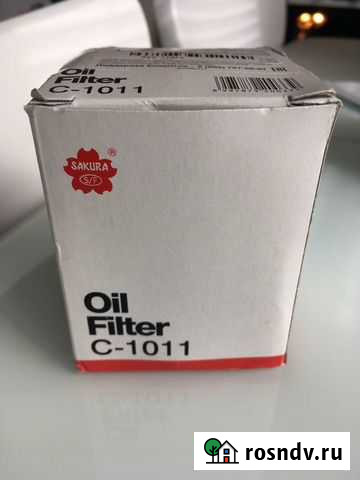 Oil
Filter
C-1011
SAKURA
®
S/F
Oil
Filter
C-1011
rosndv.ru